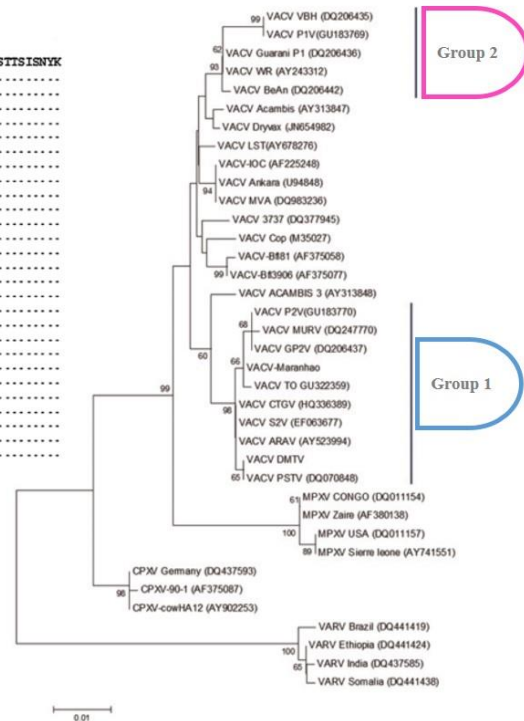 STTSISNYK
VACV VBH (DQ206435)
99
VACV P1V(GU183769)
62
VACV Guarani P1 (DQ206436)
Group 2
93
VACV WR (AY243312)
VACV BeAn (DQ206442)
VACV Acambis (AY313847)
VACV Dryvax (JN654982)
VACV LST(AY678276)
VACV-IOC (AF225248)
VACV Ankara (U94848)
94
VACV MVA (DQ983236)
VACV 3737 (DQ377945)
VACV Cop (M35027)
VACV-Bfl81 (AF375058)
99
VACV-Bfl3906 (AF375077)
VACV ACAMBIS 3 (AY313848)
VACV P2V(GU183770)
68
VACV MURV (DQ247770)
60
VACV GP2V (DQ206437)
66
VACV-Maranhao
99
VACV TO GU322359)
Group 1
98
VACV CTGV (HQ336389)
VACV S2V (EF063677)
VACV ARAV (AY523994)
VACV DMTV
65
VACV PSTV (DQ070848)
61
MPXV CONGO (DQ011154)
MPXV Zaire (AF380138)
100
MPXV USA (DQ011157)
89
MPXV Sierre leone (AY741551)
CPXV Germany (DQ437593)
98
CPXV-90-1 (AF375087)
CPXV-cowHA12 (AY902253)
VARV Brazil (DQ441419)
100
VARV Ethiopia (DQ441424)
65
VARV India (DQ437585)
VARV Somalia (DQ441438)
0.01